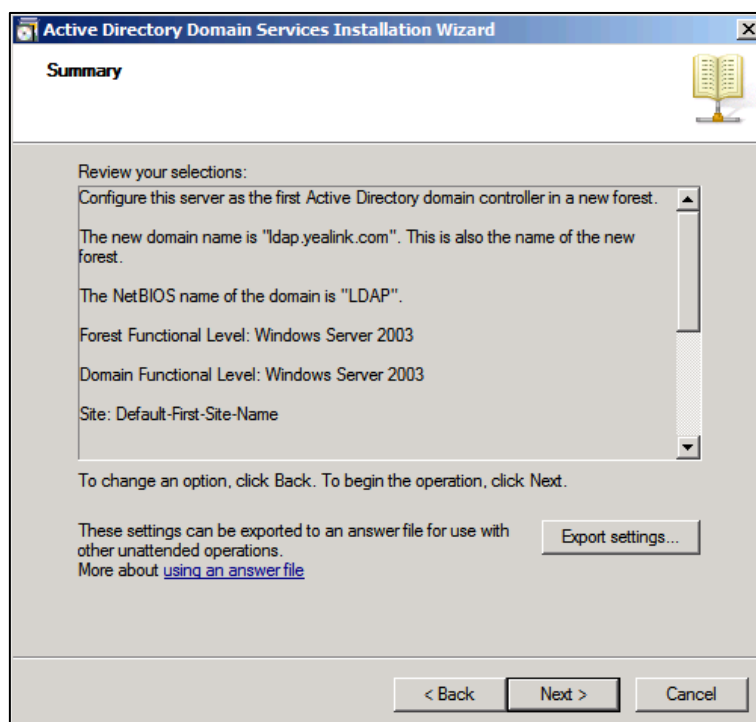 Active Directory Domain Services Installation Wizard
Summary
Review your selections:
Configure this server as the first Active Directory domain controller in a new forest.
The new domain name is "ldap.yealink.com". This is also the name of the new
forest.
The NetBIOS name of the domain is "LDAP".
Forest Functional Level: Windows Server 2003
Domain Functional Level: Windows Server 2003
Site: Default-First-Site-Name
To change an option, click Back. To begin the operation, click Next.
These settings can be exported to an answer file for use with
other unattended operations.
More about using an answer file
Export settings...
< Back
Next >
Cancel